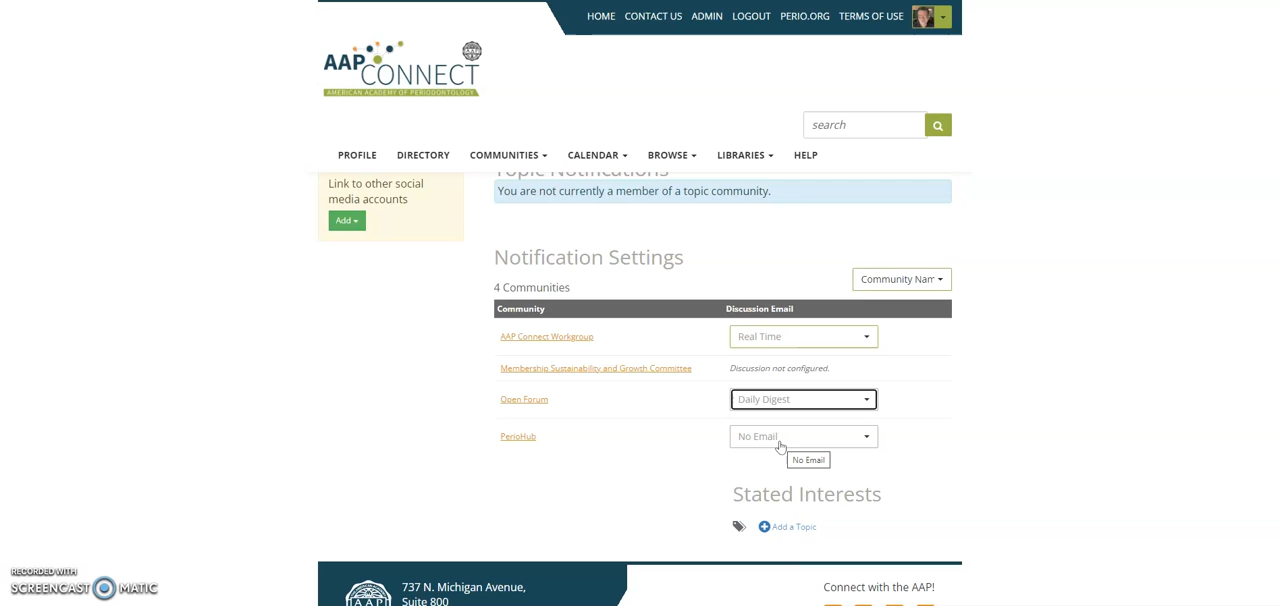 HOME CONTACT US ADMIN LOGOUT PERIO.ORG TERMS OF USE
AAP CONNECT
AMERICAN ACADEMY OF PERIODONTOLOGY
search
PROFILE DIRECTORY COMMUNITIES CALENDAR BROWSE LIBRARIES HELP
Topic Notifications
Link to other social
media accounts
Add
You are not currently a member of a topic community.
Notification Settings
Community Nam
4 Communities
Community Discussion Email
AAP Connect Workgroup Real Time
Membership Sustainability and Growth Committee Discussion not configured.
Open Forum Daily Digest
PerioHub No Email
No Email
Stated Interests
Add a Topic
RECORDED WITH
SCREENCAST MATIC
AAP
737 N. Michigan Avenue,
Suite 800
Connect with the AAP!